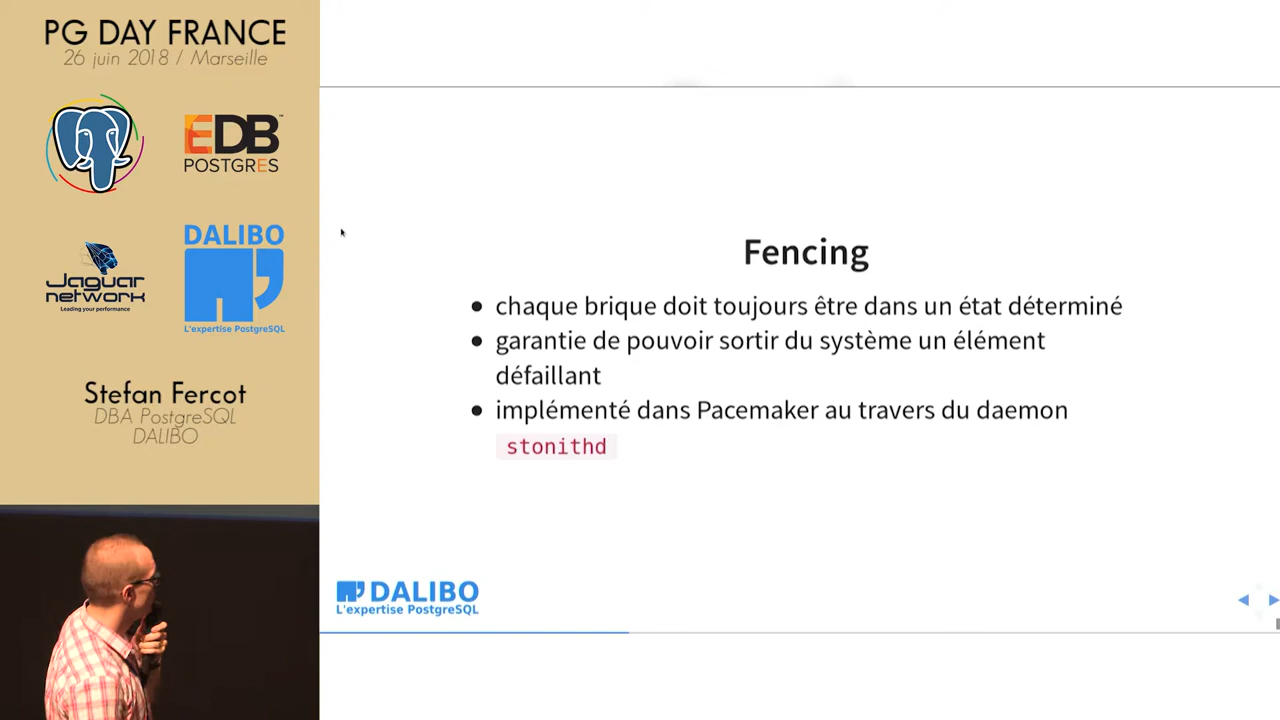 PG DAY FRANCE
26 juin 2018 / Marseille
EDB™
POSTGRES
DALIBO
Jaguar
network
Leading your performance
L'expertise PostgreSQL
Stefan Fercot
DBA PostgreSQL
DALIBO
Fencing
• chaque brique doit toujours être dans un état déterminé
• garantie de pouvoir sortir du système un élément
défaillant
• implémenté dans Pacemaker au travers du daemon
stonithd
DALIBO
L'expertise PostgreSQL